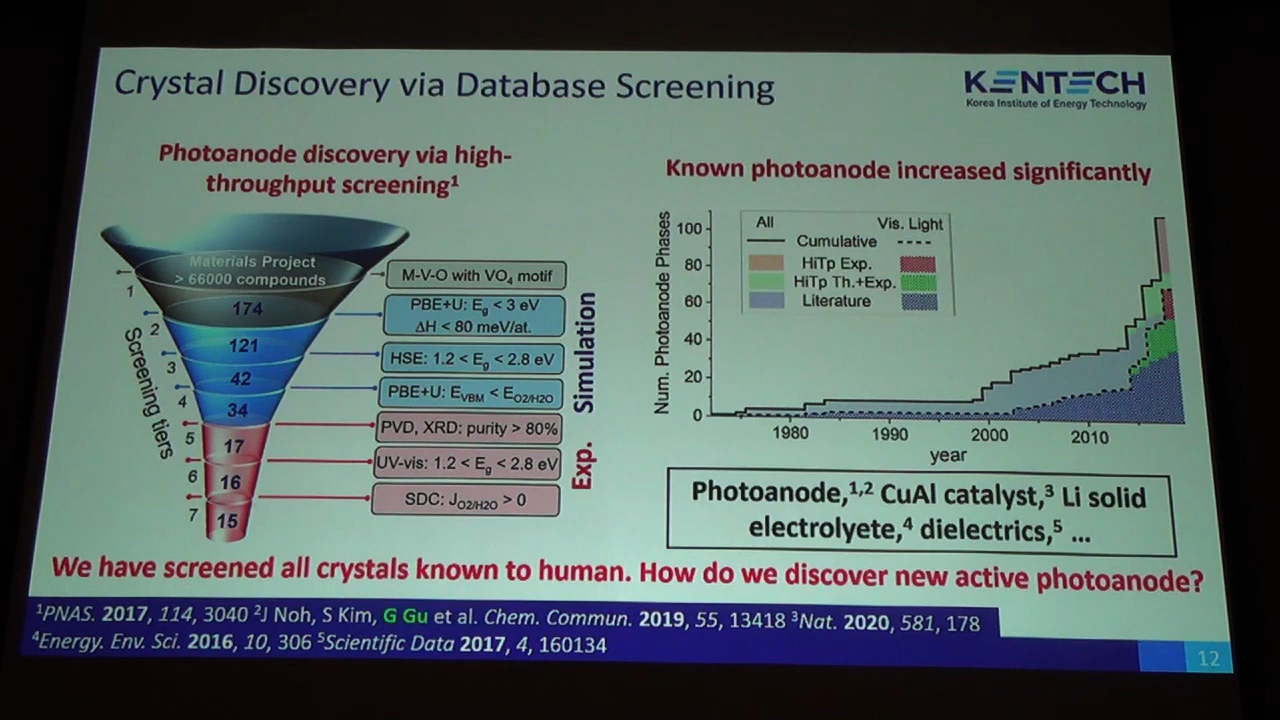 Crystal Discovery via Database Screening
KENTECH
Korea Institute of Energy Technology
Photoanode discovery via high-
throughput screening¹
Materials Project
> 66000 compounds
174
121
42
34
17
16
15
Screening tiers
1
2
3
4
5
6
7
M-V-O with VO₄ motif
PBE+U: Eg < 3 eV
ΔH < 80 meV/at.
HSE: 1.2 < Eg < 2.8 eV
PBE+U: EVBM < EO2/H2O
PVD, XRD: purity > 80%
UV-vis: 1.2 < Eg < 2.8 eV
SDC: JO2/H2O > 0
Simulation
Exp.
Known photoanode increased significantly
Num. Photoanode Phases
100
80
60
40
20
0
All Vis. Light
Cumulative
HiTp Exp.
HiTp Th.+Exp.
Literature
1980 1990 2000 2010
year
Photoanode,¹,² CuAl catalyst,³ Li solid
electrolyete,⁴ dielectrics,⁵ ...
We have screened all crystals known to human. How do we discover new active photoanode?
¹PNAS. 2017, 114, 3040 ²J Noh, S Kim, G Gu et al. Chem. Commun. 2019, 55, 13418 ³Nat. 2020, 581, 178
⁴Energy. Env. Sci. 2016, 10, 306 ⁵Scientific Data 2017, 4, 160134
12